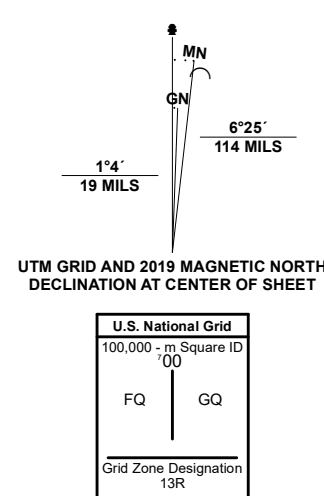 MN
GN
6°25´
114 MILS
1°4´
19 MILS
UTM GRID AND 2019 MAGNETIC NORTH
DECLINATION AT CENTER OF SHEET
U.S. National Grid
100,000 - m Square ID
⁷00
FQ GQ
Grid Zone Designation
13R